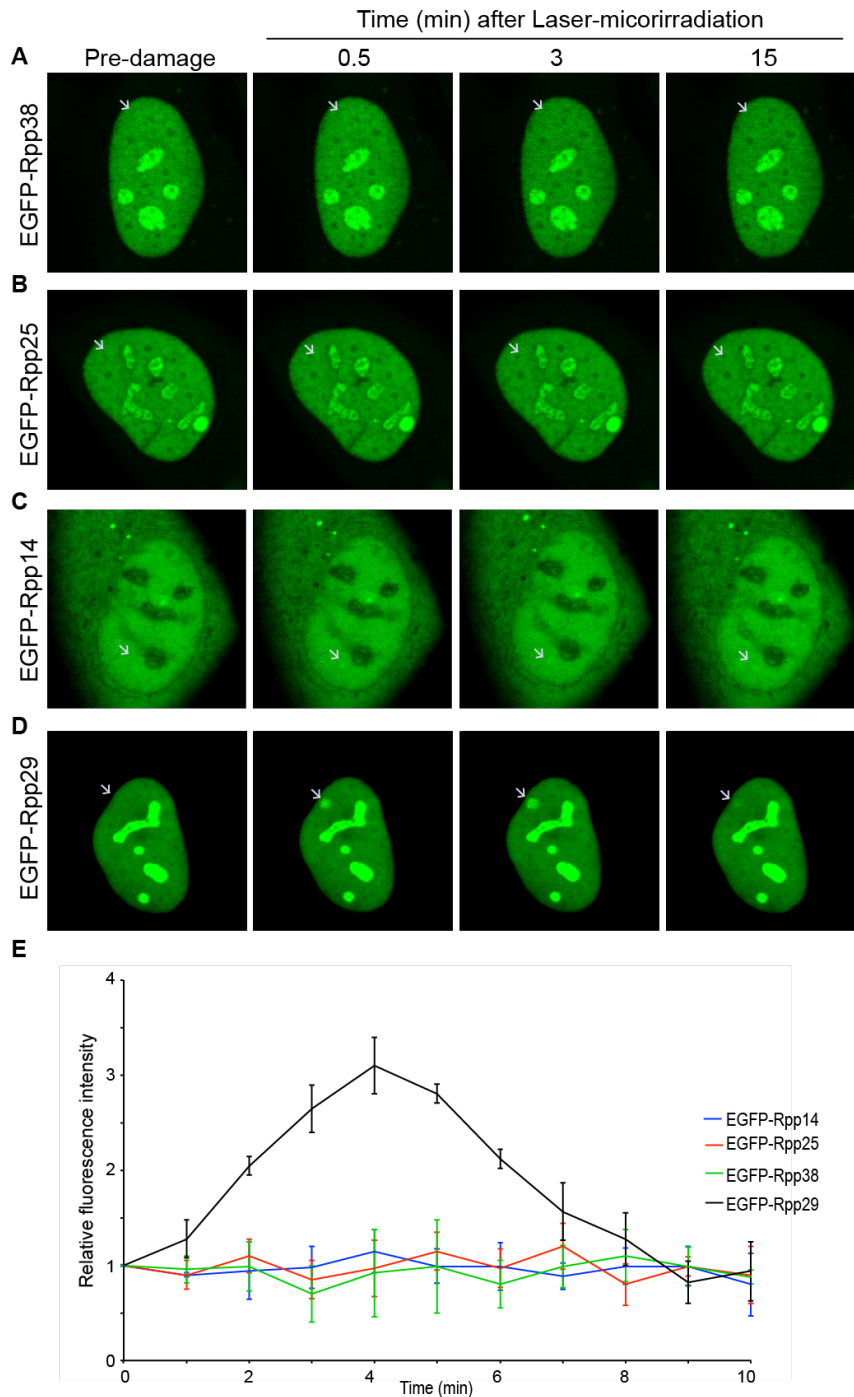 Time (min) after Laser-micorirradiation
A
Pre-damage
0.5
3
15
EGFP-Rpp38
B
EGFP-Rpp25
C
EGFP-Rpp14
D
EGFP-Rpp29
E
4
3
2
1
0
Relative fluorescence intensity
EGFP-Rpp14
EGFP-Rpp25
EGFP-Rpp38
EGFP-Rpp29
0 2 4 6 8 10
Time (min)